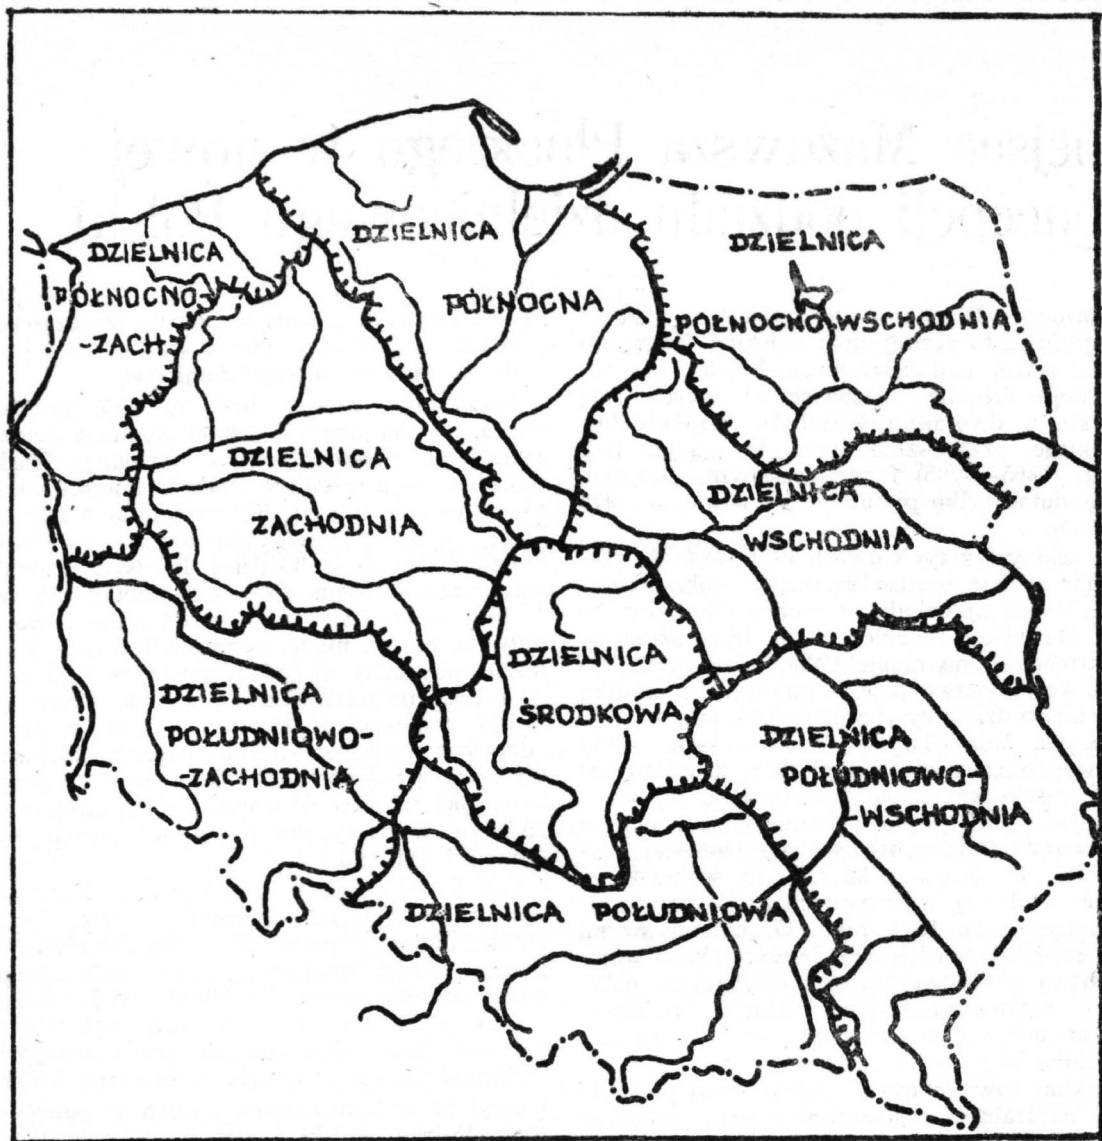 DZIELNICA
PÓŁNOCNO-
-ZACH.
DZIELNICA
PÓŁNOCNA
DZIELNICA
PÓŁNOCNO WSCHODNIA
DZIELNICA
ZACHODNIA
DZIELNICA
WSCHODNIA
DZIELNICA
POŁUDNIOWO-
-ZACHODNIA
DZIELNICA
ŚRODKOWA
DZIELNICA
POŁUDNIOWO-
-WSCHODNIA
DZIELNICA POŁUDNIOWA